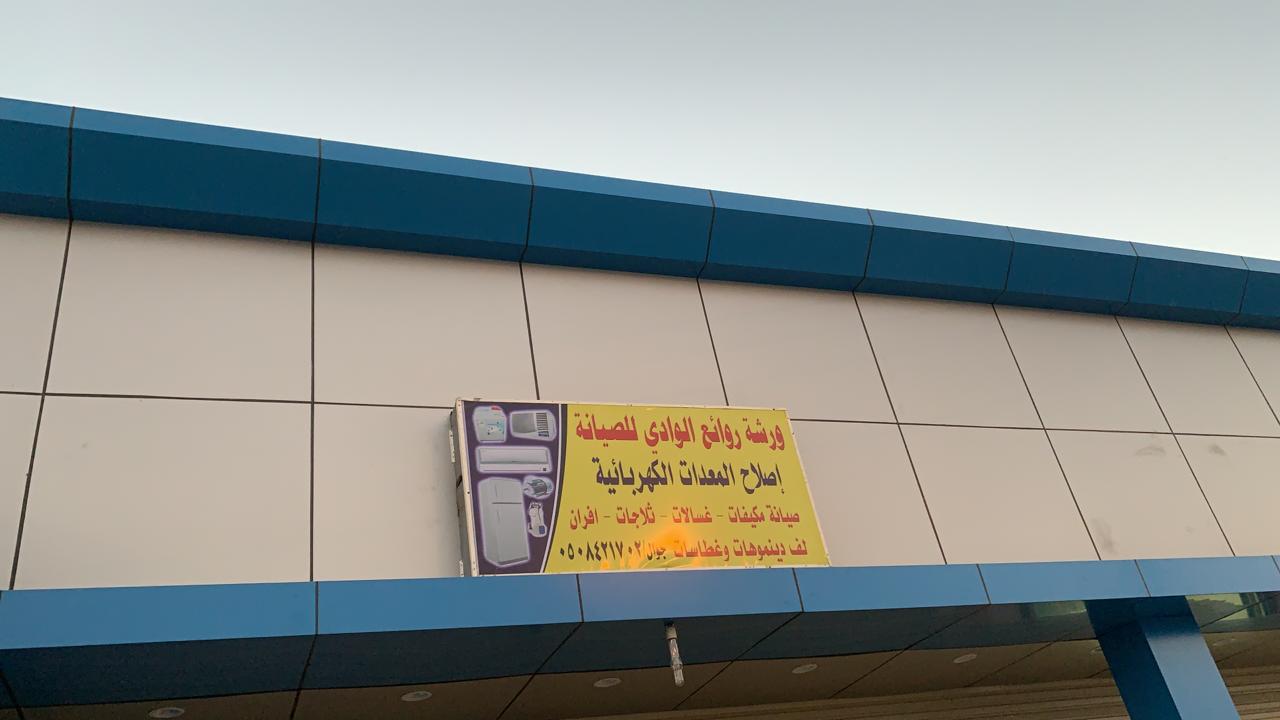 ورشة روائع الوادي للصيانة
إصلاح المعدات الكهربائية
صيانة مكيفات - غسالات - ثلاجات - افران
لف دينموهات وغطاسات جوال/٠٥٠٨٤٢١٧٠٢